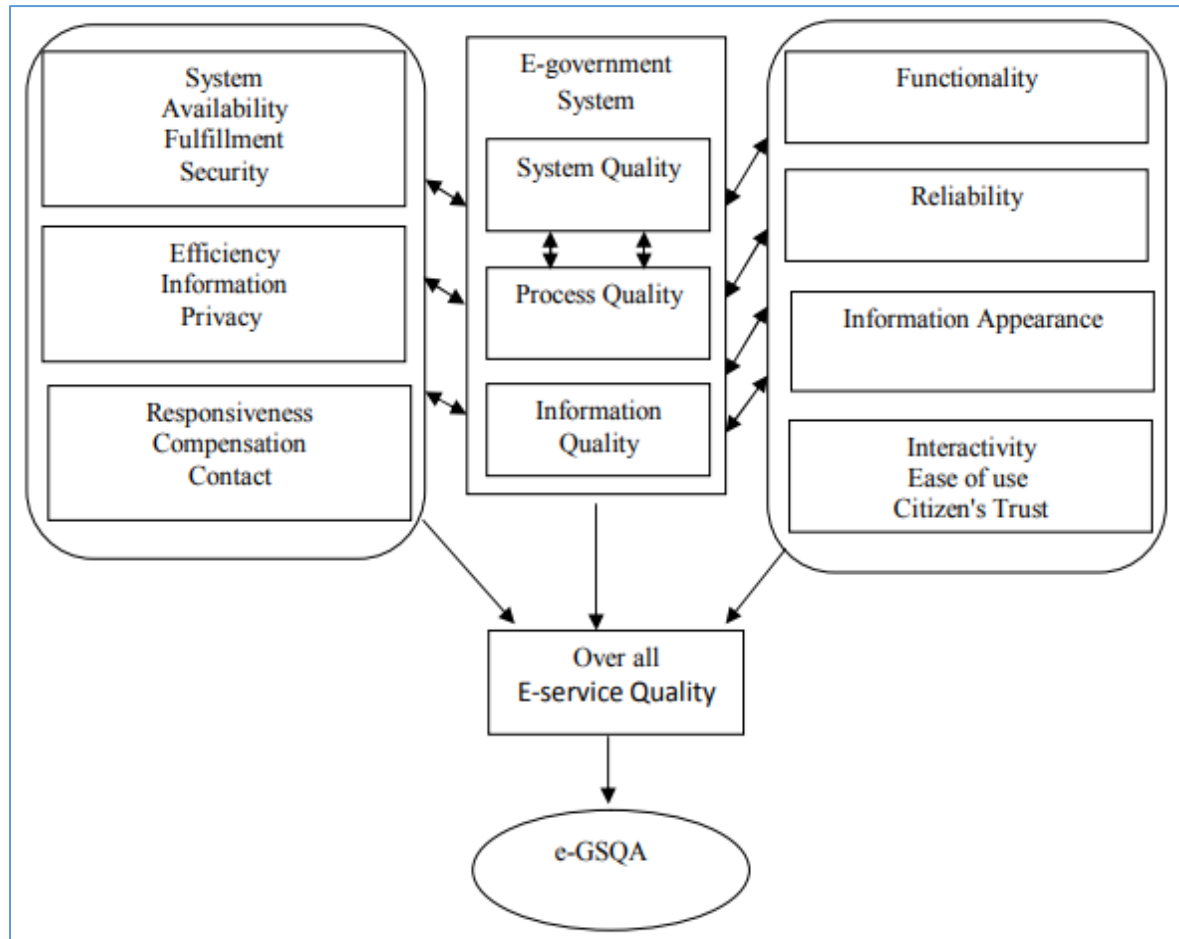 System
Availability
Fulfillment
Security
Efficiency
Information
Privacy
Responsiveness
Compensation
Contact
E-government
System
System Quality
Process Quality
Information
Quality
Functionality
Reliability
Information Appearance
Interactivity
Ease of use
Citizen's Trust
Over all
E-service Quality
e-GSQA